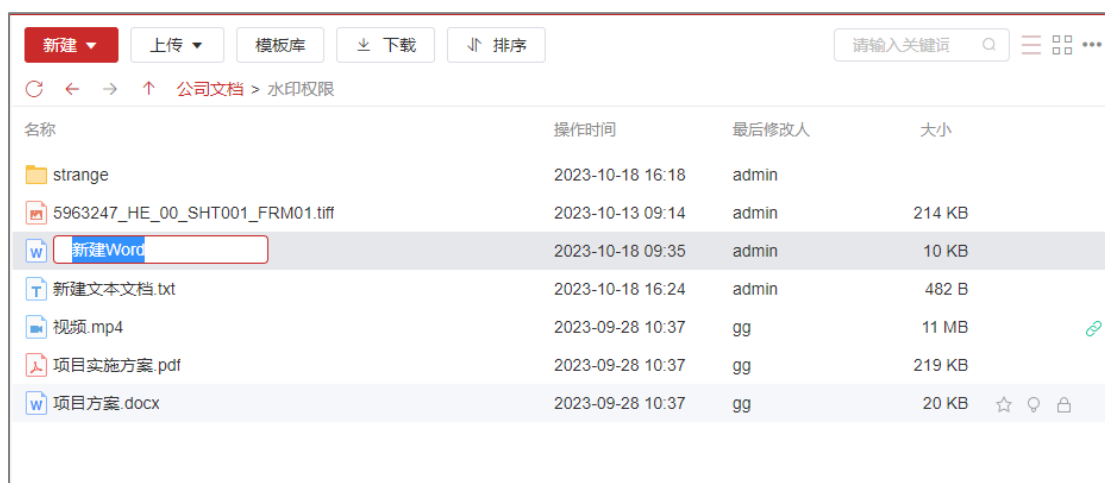 新建 上传 模板库 下载 排序 请输入关键词
公司文档 > 水印权限
名称 操作时间 最后修改人 大小
strange 2023-10-18 16:18 admin
5963247_HE_00_SHT001_FRM01.tiff 2023-10-13 09:14 admin 214 KB
W 新建Word 2023-10-18 09:35 admin 10 KB
T 新建文本文档.txt 2023-10-18 16:24 admin 482 B
视频.mp4 2023-09-28 10:37 gg 11 MB
项目实施方案.pdf 2023-09-28 10:37 gg 219 KB
W 项目方案.docx 2023-09-28 10:37 gg 20 KB